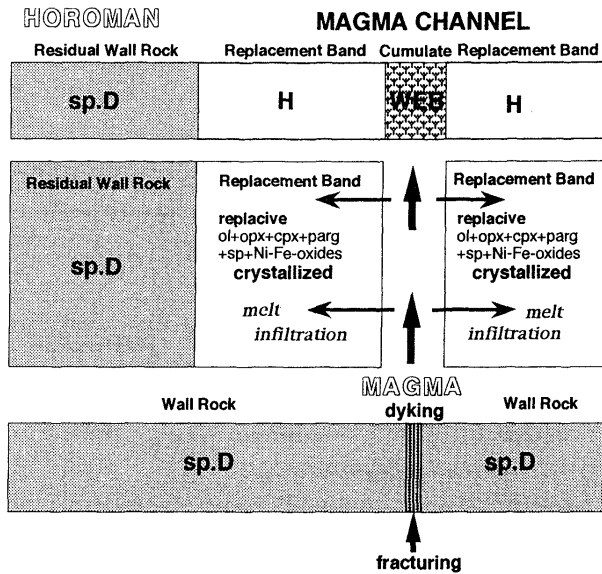 HOROMAN
MAGMA CHANNEL
Residual Wall Rock
Replacement Band
Cumulate
Replacement Band
sp.D
H
WEB
H
Residual Wall Rock
sp.D
Replacement Band
replacive
ol+opx+cpx+parg
+sp+Ni-Fe-oxides
crystallized
melt
infiltration
Replacement Band
replacive
ol+opx+cpx+parg
+sp+Ni-Fe-oxides
crystallized
melt
infiltration
MAGMA
dyking
Wall Rock
Wall Rock
sp.D
sp.D
fracturing